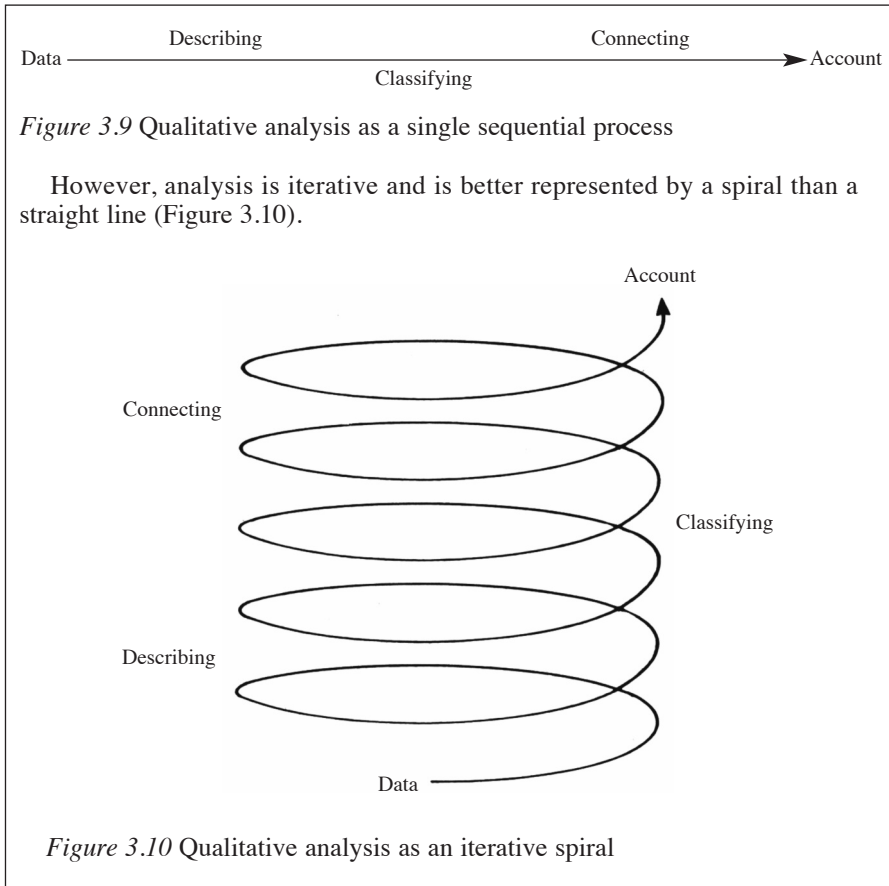 Describing
Connecting
Data
Account
Classifying
Figure 3.9 Qualitative analysis as a single sequential process
However, analysis is iterative and is better represented by a spiral than a
straight line (Figure 3.10).
Account
Connecting
Classifying
Describing
Data
Figure 3.10 Qualitative analysis as an iterative spiral